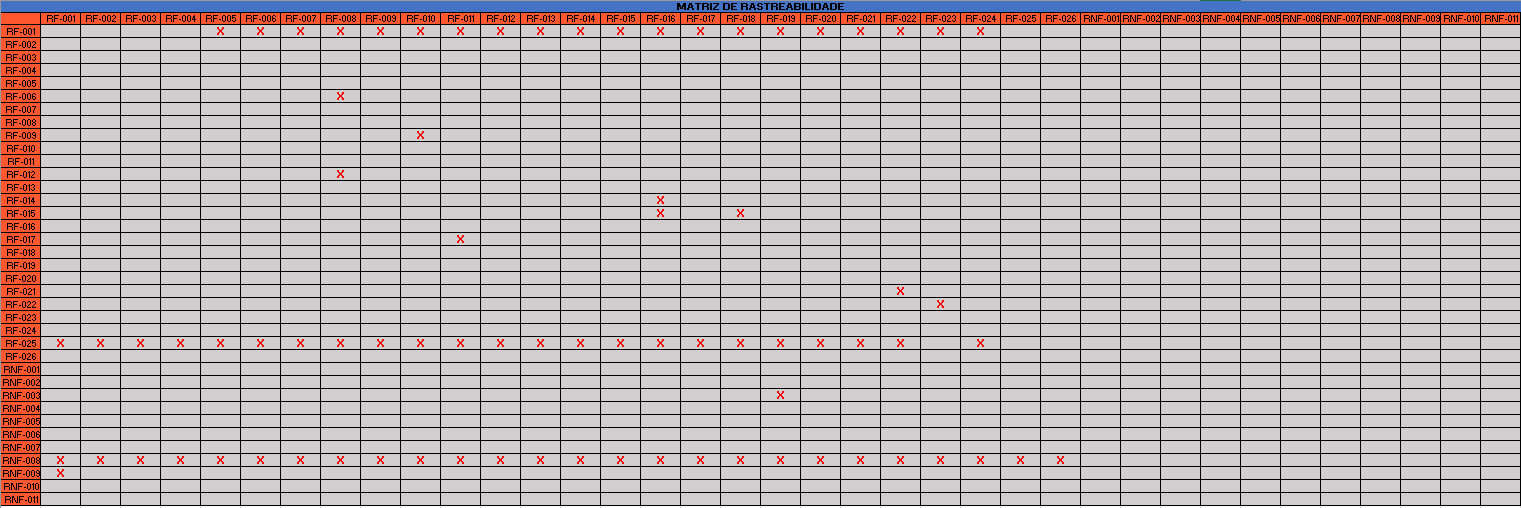 MATRIZ DE RASTREABILIDADE
RF-001 RF-002 RF-003 RF-004 RF-005 RF-006 RF-007 RF-008 RF-009 RF-010 RF-011 RF-012 RF-013 RF-014 RF-015 RF-016 RF-017 RF-018 RF-019 RF-020 RF-021 RF-022 RF-023 RF-024 RF-025 RF-026 RNF-001 RNF-002 RNF-003 RNF-004 RNF-005 RNF-006 RNF-007 RNF-008 RNF-009 RNF-010 RNF-011
RF-001 X X X X X X X X X X X X X X X X X X X X
RF-002
RF-003
RF-004
RF-005
RF-006 X
RF-007
RF-008
RF-009 X
RF-010
RF-011
RF-012 X
RF-013
RF-014 X
RF-015 X X
RF-016
RF-017 X
RF-018
RF-019
RF-020
RF-021 X
RF-022 X
RF-023
RF-024
RF-025 X X X X X X X X X X X X X X X X X X X X X X X
RF-026
RNF-001
RNF-002
RNF-003 X
RNF-004
RNF-005
RNF-006
RNF-007
RNF-008 X X X X X X X X X X X X X X X X X X X X X X X X X X
RNF-009 X
RNF-010
RNF-011